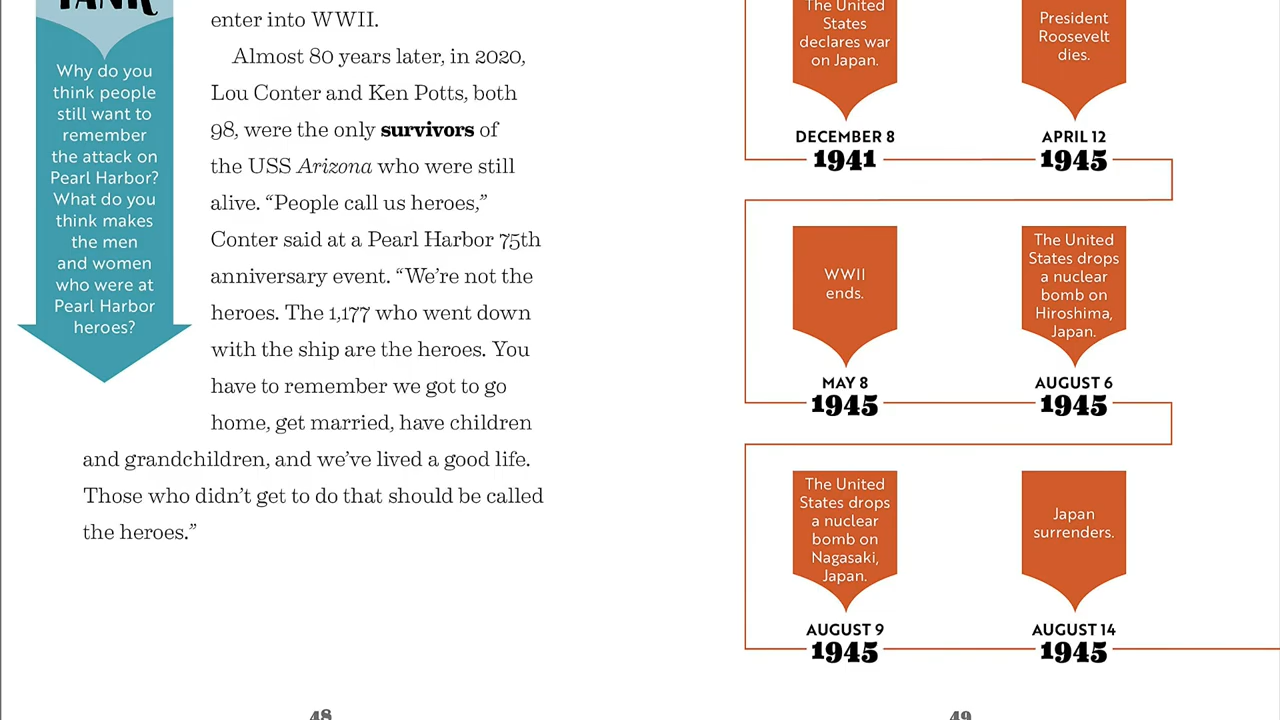 TANK
Why do you
think people
still want to
remember
the attack on
Pearl Harbor?
What do you
think makes
the men
and women
who were at
Pearl Harbor
heroes?
enter into WWII.
Almost 80 years later, in 2020,
Lou Conter and Ken Potts, both
98, were the only survivors of
the USS Arizona who were still
alive. “People call us heroes,”
Conter said at a Pearl Harbor 75th
anniversary event. “We’re not the
heroes. The 1,177 who went down
with the ship are the heroes. You
have to remember we got to go
home, get married, have children
and grandchildren, and we’ve lived a good life.
Those who didn’t get to do that should be called
the heroes.”
48
The United
States
declares war
on Japan.
DECEMBER 8
1941
President
Roosevelt
dies.
APRIL 12
1945
WWII
ends.
MAY 8
1945
The United
States drops
a nuclear
bomb on
Hiroshima,
Japan.
AUGUST 6
1945
The United
States drops
a nuclear
bomb on
Nagasaki,
Japan.
AUGUST 9
1945
Japan
surrenders.
AUGUST 14
1945
49